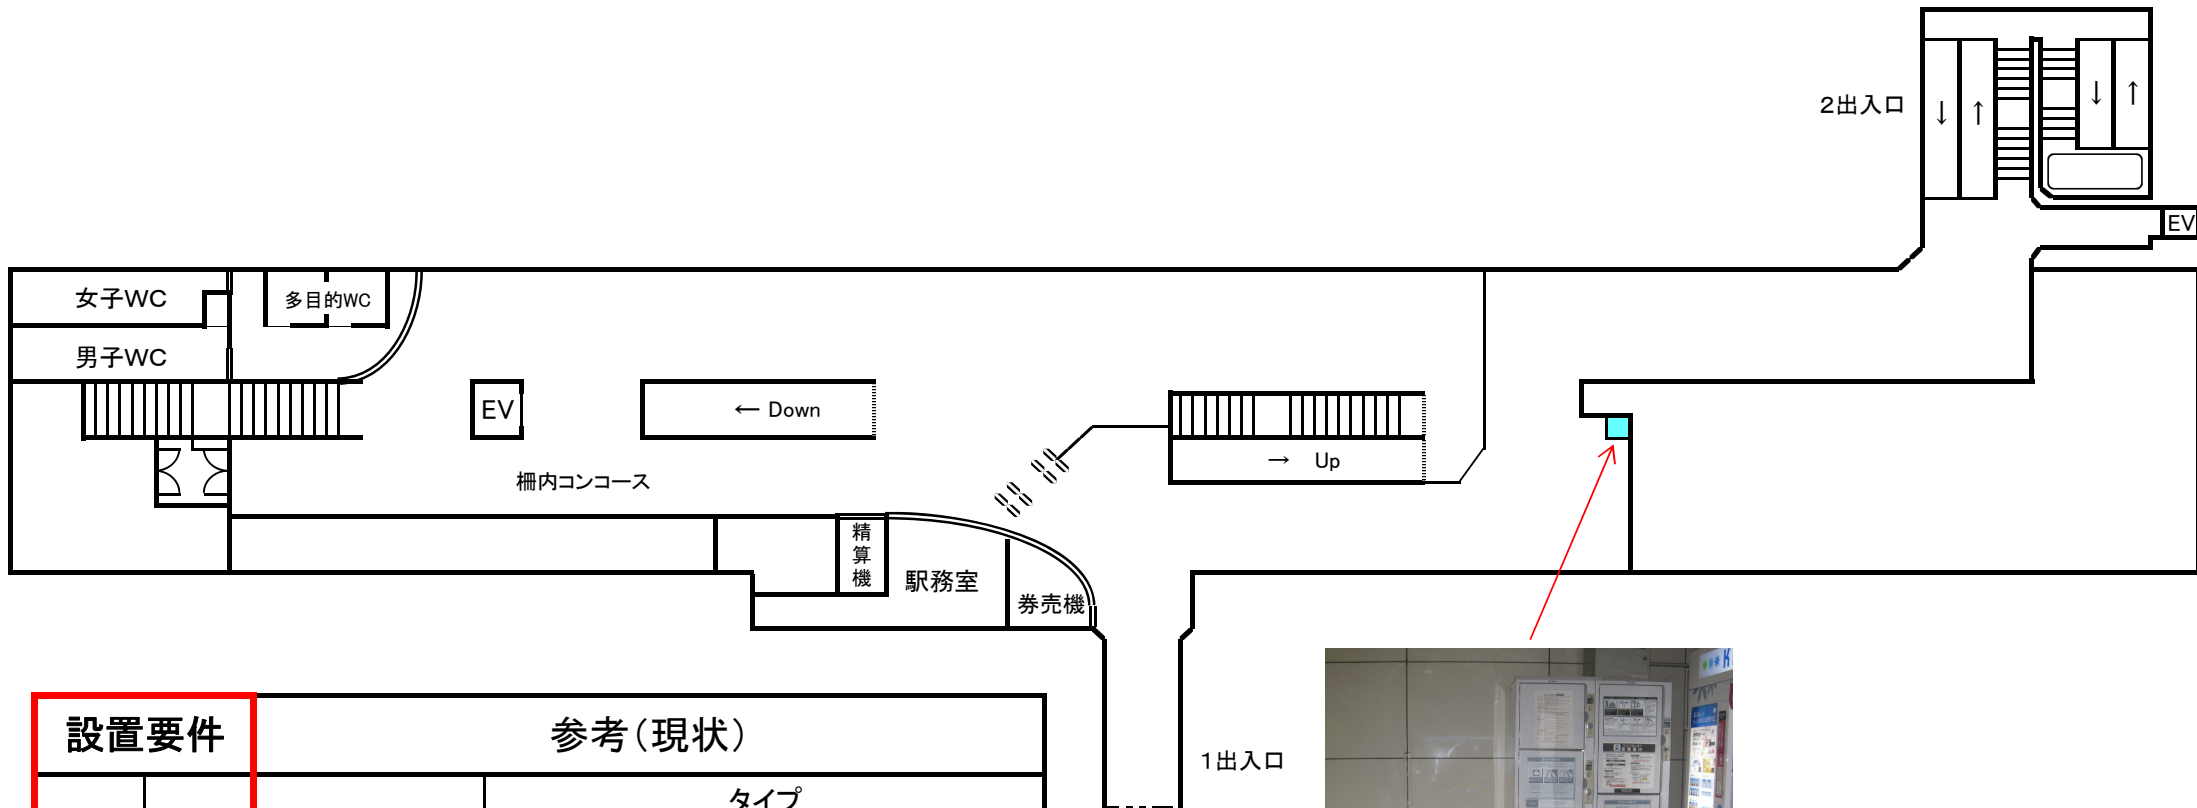 2出入口
↓ ↑ ↓ ↑
EV
女子WC
多目的WC
男子WC
EV
← Down
→ Up
柵内コンコース
精算機
駅務室
券売機
設置要件
参考(現状)
1出入口
タイプ